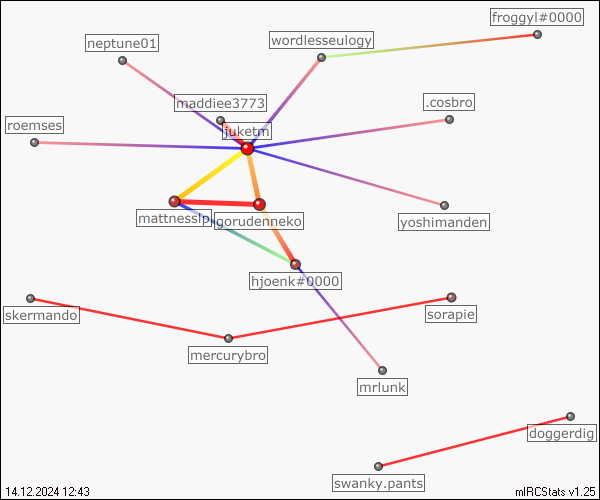 froggyl#0000
neptune01
wordlesseulogy
maddiee3773
.cosbro
roemses
juketm
mattnesslp
gorudenneko
yoshimanden
hjoenk#0000
skermando
sorapie
mercurybro
mrlunk
doggerdig
swanky.pants
14.12.2024 12:43
mIRCStats v1.25